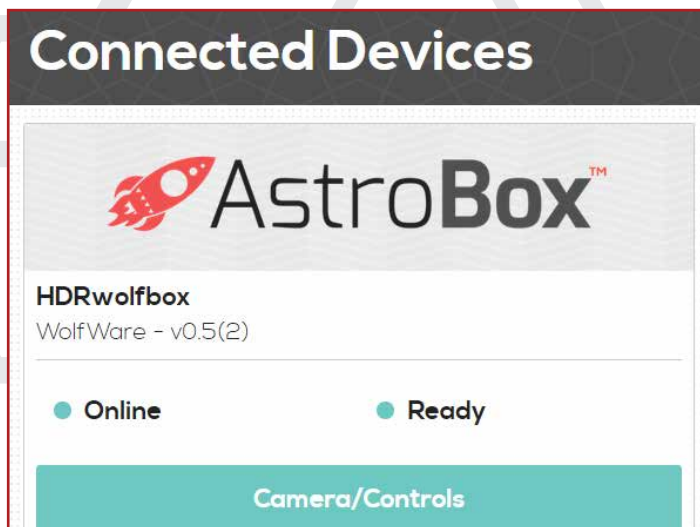 Connected Devices
AstroBox™
HDRwolfbox
WolfWare - v0.5(2)
Online
Ready
Camera/Controls